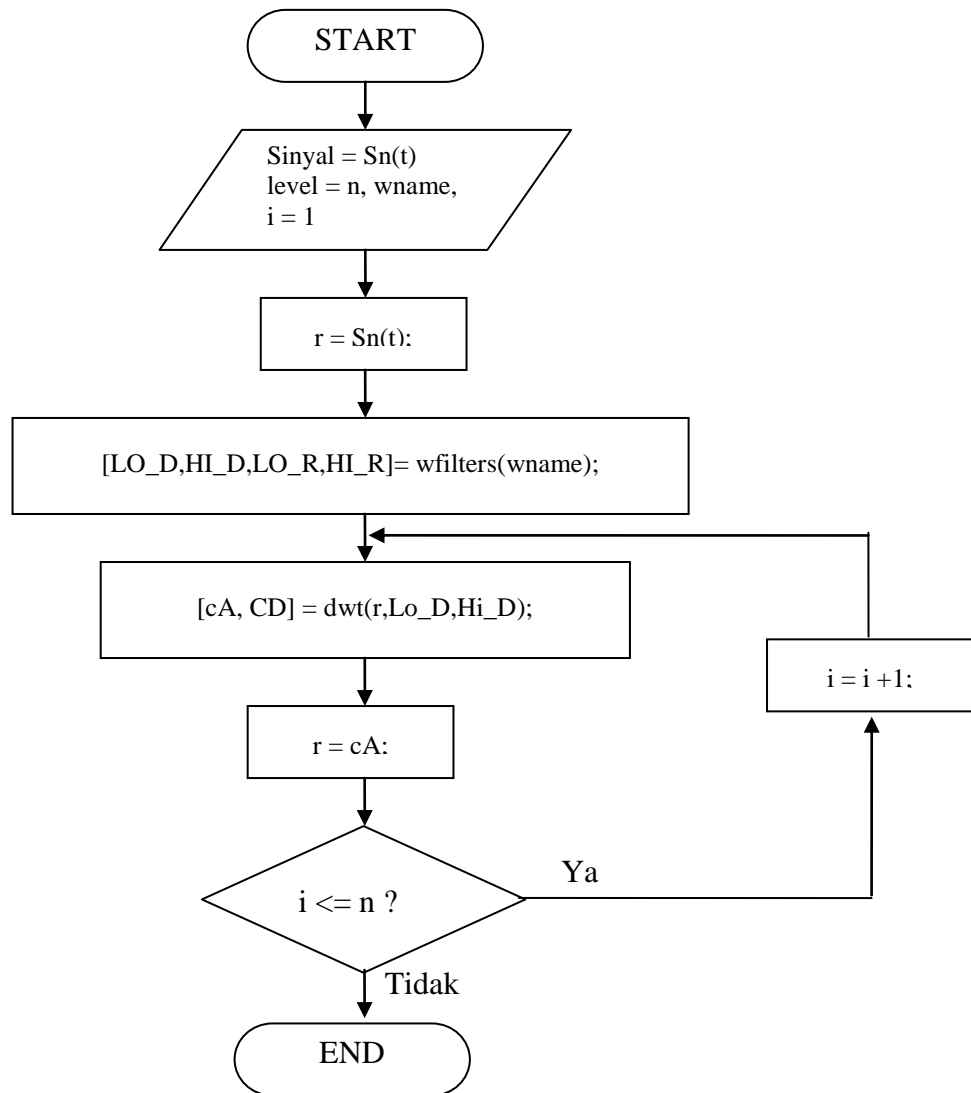 START
Sinyal = Sn(t)
level = n, wname,
i = 1
r = Sn(t);
[LO_D,HI_D,LO_R,HI_R]= wfilters(wname);
[cA, CD] = dwt(r,Lo_D,Hi_D);
i = i +1;
r = cA;
i <= n ?
Ya
Tidak
END